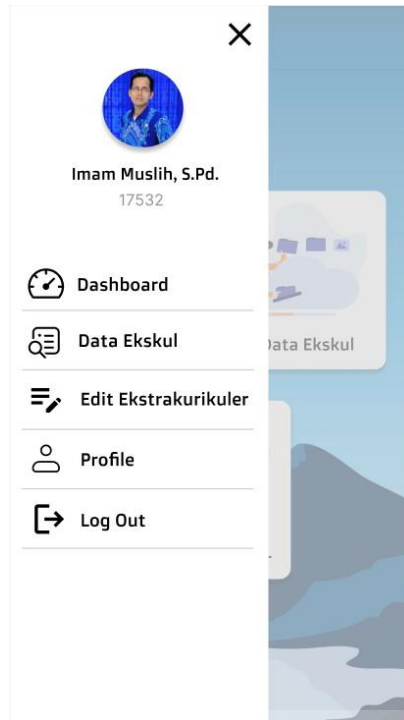 Imam Muslih, S.Pd.
17532
Dashboard
Data Ekskul
Data Ekskul
Edit Ekstrakurikuler
Profile
Log Out